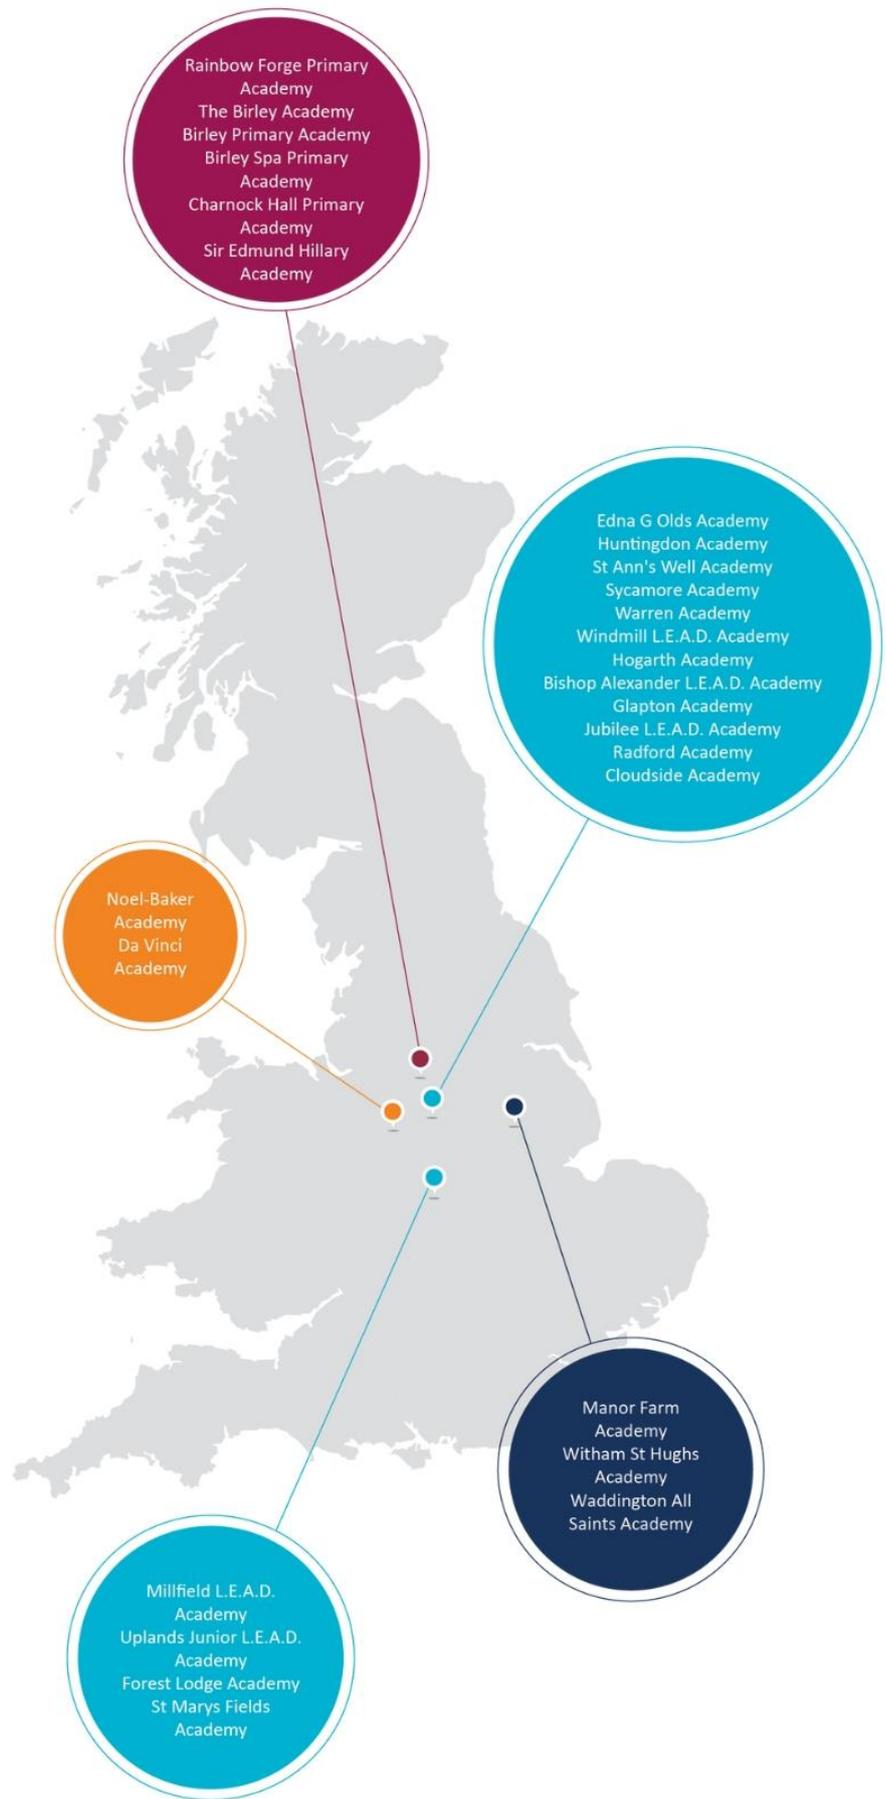 Rainbow Forge Primary
Academy
The Birley Academy
Birley Primary Academy
Birley Spa Primary
Academy
Charnock Hall Primary
Academy
Sir Edmund Hillary
Academy
Edna G Olds Academy
Huntingdon Academy
St Ann's Well Academy
Sycamore Academy
Warren Academy
Windmill L.E.A.D. Academy
Hogarth Academy
Bishop Alexander L.E.A.D. Academy
Glapton Academy
Jubilee L.E.A.D. Academy
Radford Academy
Cloudside Academy
Noel-Baker
Academy
Da Vinci
Academy
Manor Farm
Academy
Witham St Hughs
Academy
Waddington All
Saints Academy
Millfield L.E.A.D.
Academy
Uplands Junior L.E.A.D.
Academy
Forest Lodge Academy
St Marys Fields
Academy